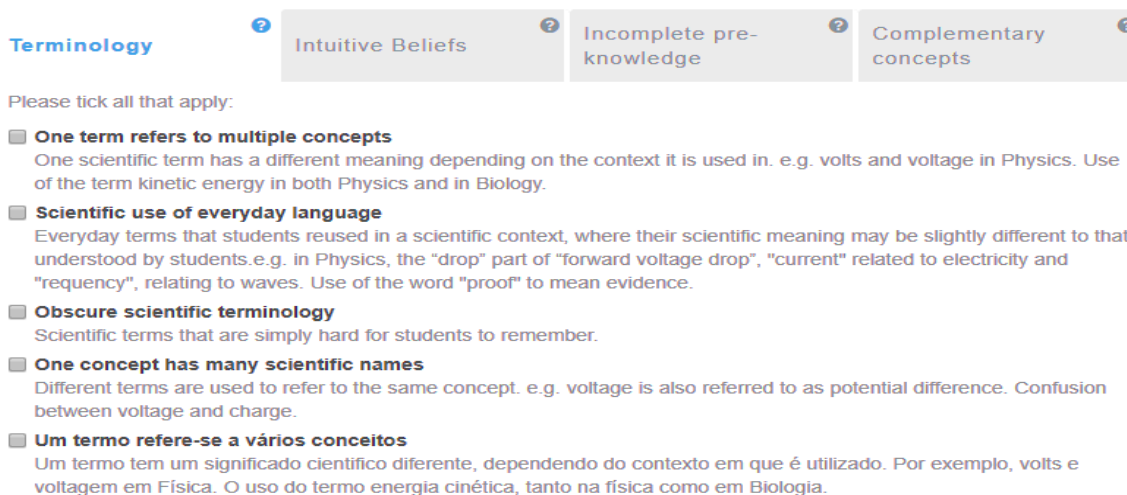 Terminology
Intuitive Beliefs
Incomplete pre-
knowledge
Complementary
concepts
Please tick all that apply:
One term refers to multiple concepts
One scientific term has a different meaning depending on the context it is used in. e.g. volts and voltage in Physics. Use
of the term kinetic energy in both Physics and in Biology.
Scientific use of everyday language
Everyday terms that students reused in a scientific context, where their scientific meaning may be slightly different to that
understood by students.e.g. in Physics, the “drop” part of “forward voltage drop”, "current" related to electricity and
"requency", relating to waves. Use of the word "proof" to mean evidence.
Obscure scientific terminology
Scientific terms that are simply hard for students to remember.
One concept has many scientific names
Different terms are used to refer to the same concept. e.g. voltage is also referred to as potential difference. Confusion
between voltage and charge.
Um termo refere-se a vários conceitos
Um termo tem um significado cientifico diferente, dependendo do contexto em que é utilizado. Por exemplo, volts e
voltagem em Física. O uso do termo energia cinética, tanto na física como em Biologia.